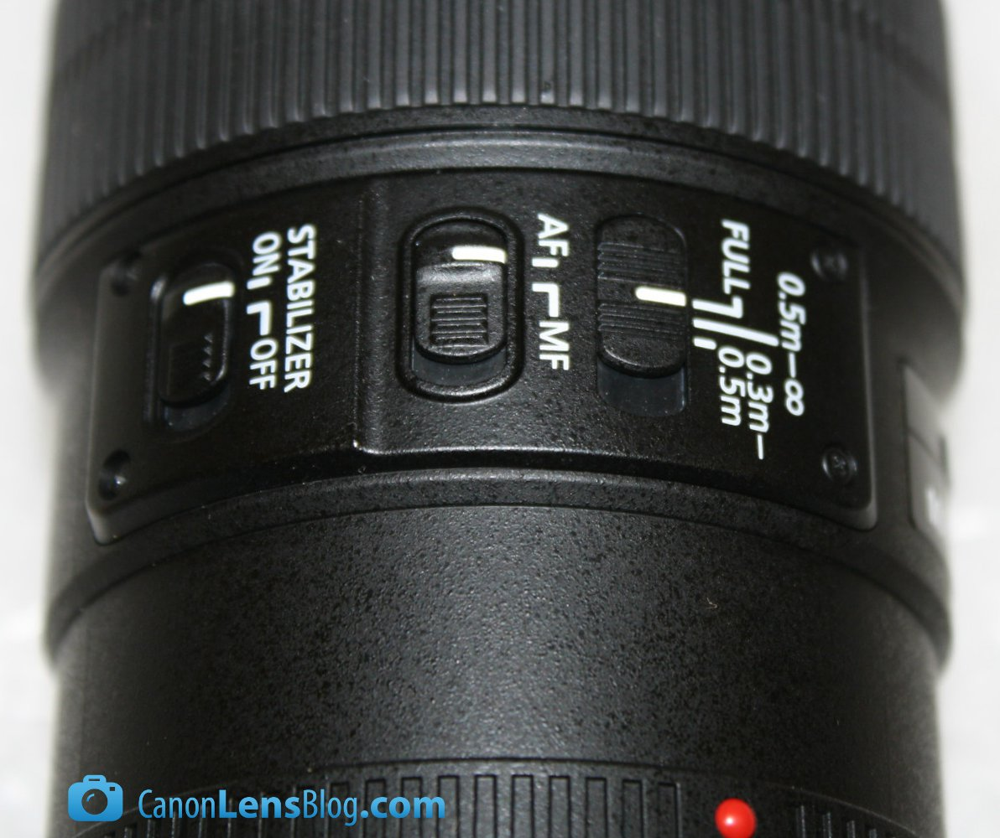 STABILIZER
ON OFF
AF MF
FULL 0.3m–
0.5m
0.5m–∞
CanonLensBlog.com